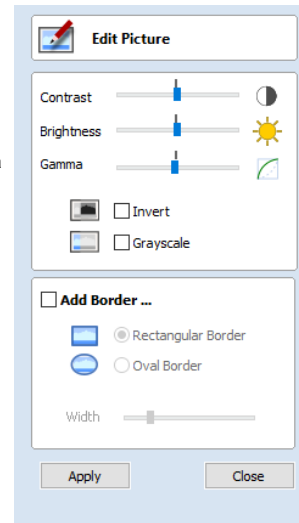 Edit Picture
Contrast
Brightness
Gamma
Invert
Grayscale
Add Border ...
Rectangular Border
Oval Border
Width
Apply Close